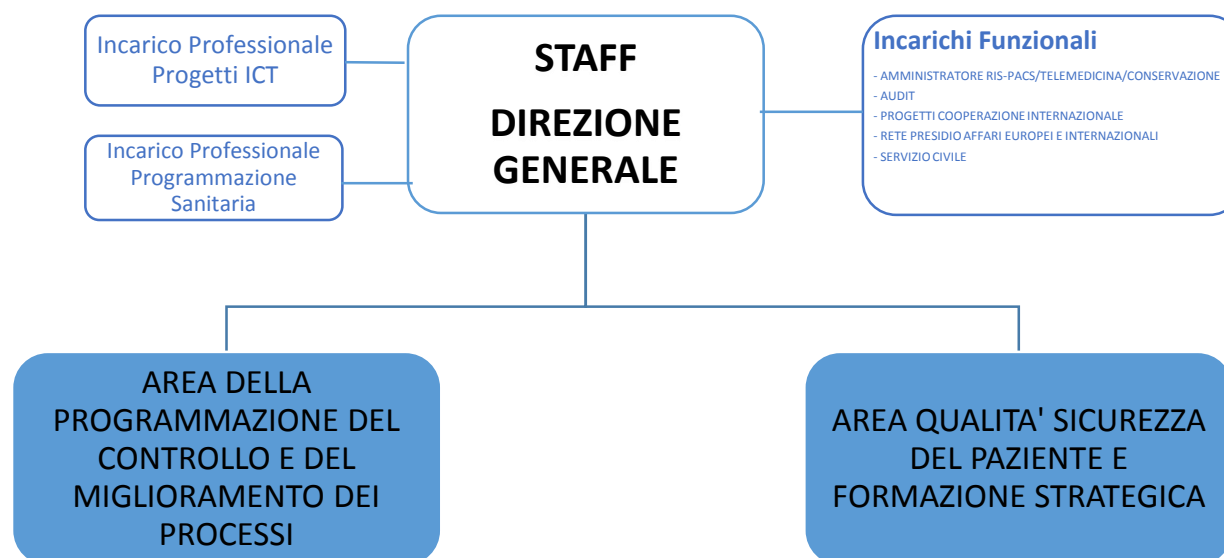 Incarico Professionale
Progetti ICT
Incarico Professionale
Programmazione
Sanitaria
STAFF
DIREZIONE
GENERALE
Incarichi Funzionali
- AMMINISTRATORE RIS-PACS/TELEMEDICINA/CONSERVAZIONE
- AUDIT
- PROGETTI COOPERAZIONE INTERNAZIONALE
- RETE PRESIDIO AFFARI EUROPEI E INTERNAZIONALI
- SERVIZIO CIVILE
AREA DELLA
PROGRAMMAZIONE DEL
CONTROLLO E DEL
MIGLIORAMENTO DEI
PROCESSI
AREA QUALITA' SICUREZZA
DEL PAZIENTE E
FORMAZIONE STRATEGICA